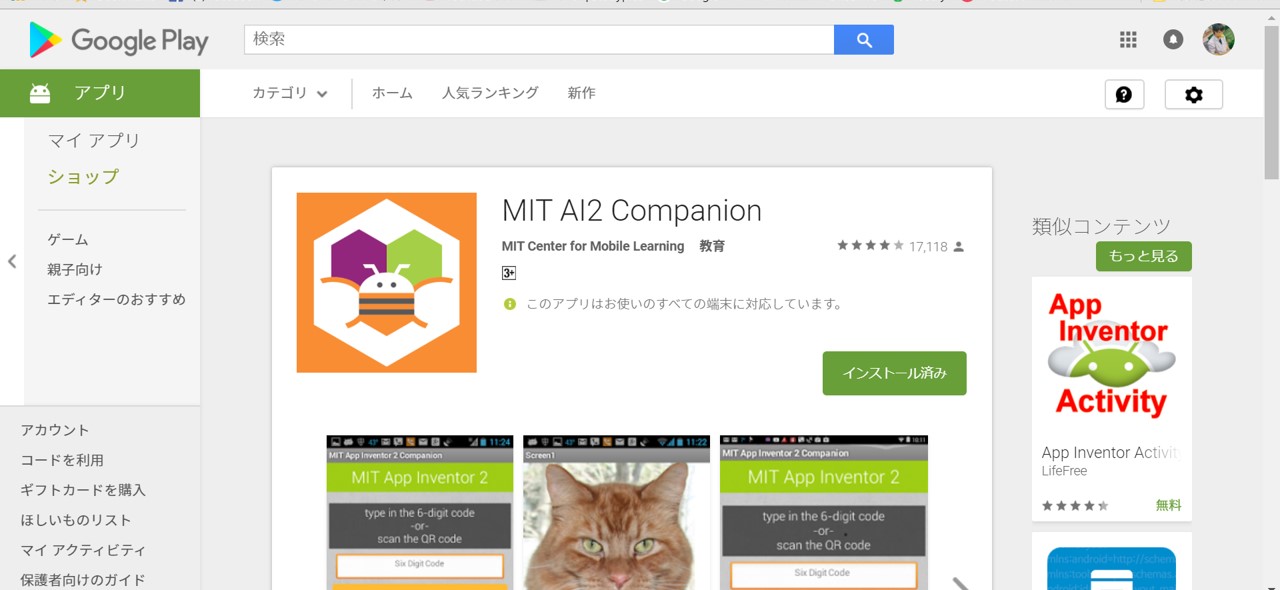 Google Play
検索
アプリ
カテゴリ
ホーム
人気ランキング
新作
マイ アプリ
ショップ
ゲーム
親子向け
エディターのおすすめ
アカウント
コードを利用
ギフトカードを購入
ほしいものリスト
マイ アクティビティ
保護者向けのガイド
MIT AI2 Companion
MIT Center for Mobile Learning 教育
17,118
3+
このアプリはお使いのすべての端末に対応しています。
インストール済み
11:24
MIT App Inventor 2 Companion
MIT App Inventor 2
type in the 6-digit code
-or-
scan the QR code
Six Digit Code
11:22
Screen1
10:11
MIT App Inventor 2 Companion
MIT App Inventor 2
type in the 6-digit code
-or-
scan the QR code
Six Digit Code
類似コンテンツ
もっと見る
App
Inventor
Activity
App Inventor Activit
LifeFree
無料